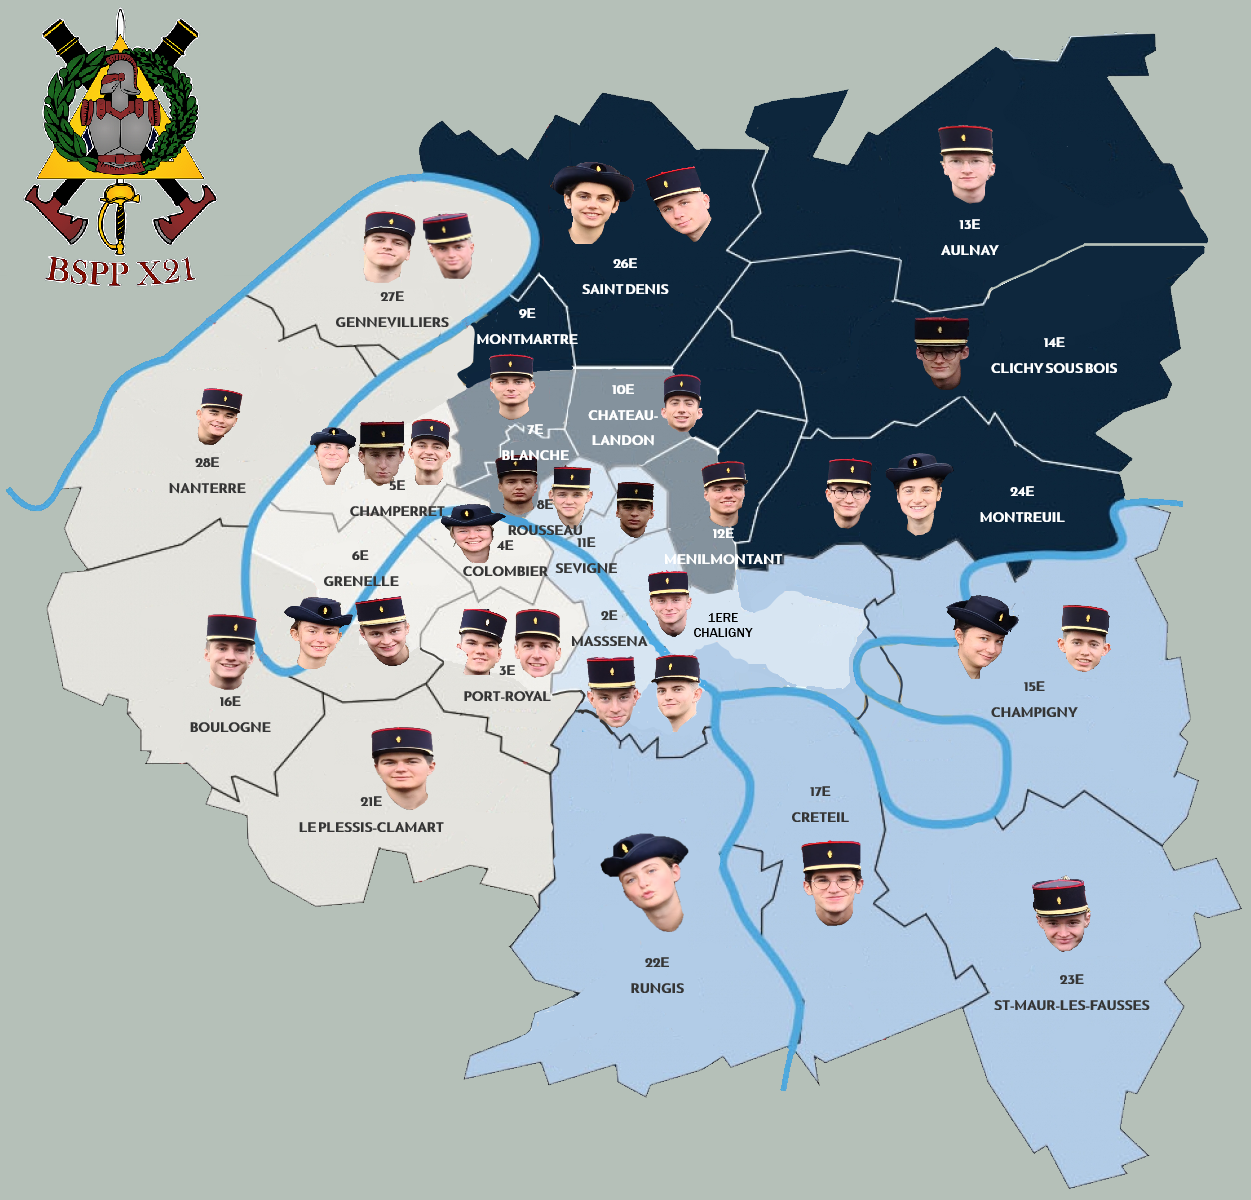 BSPP X21
13E
AULNAY
26E
SAINT DENIS
27E
GENNEVILLIERS
9E
MONTMARTRE
14E
CLICHY SOUS BOIS
10E
CHATEAU-
LANDON
7E
BLANCHE
28E
NANTERRE
5E
CHAMPERRET
8E
ROUSSEAU
24E
MONTREUIL
12E
MENILMONTANT
11E
SEVIGNE
4E
COLOMBIER
6E
GRENELLE
2E
MASSSENA
1ERE
CHALIGNY
3E
PORT-ROYAL
15E
CHAMPIGNY
16E
BOULOGNE
21E
LE PLESSIS-CLAMART
17E
CRETEIL
22E
RUNGIS
23E
ST-MAUR-LES-FAUSSES